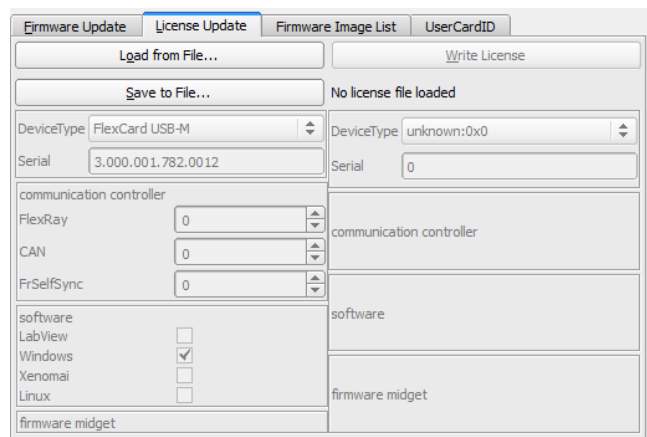 Firmware Update License Update Firmware Image List UserCardID
Load from File... Write License
Save to File... No license file loaded
DeviceType FlexCard USB-M
Serial 3.000.001.782.0012
DeviceType unknown:0x0
Serial 0
communication controller
FlexRay 0
CAN 0
FrSelfSync 0
communication controller
software
LabView
Windows
Xenomai
Linux
software
firmware midget
firmware midget